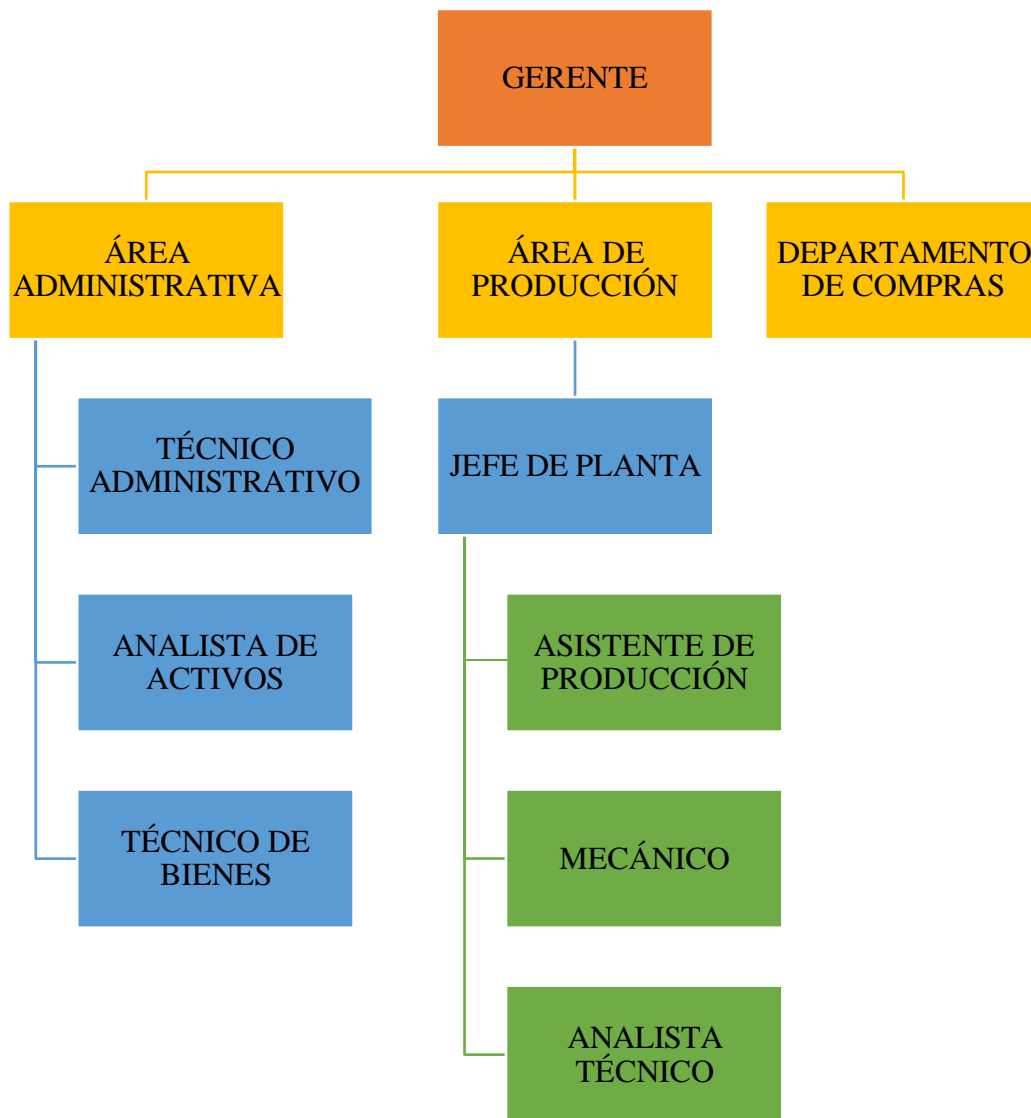 GERENTE
ÁREA
ADMINISTRATIVA
ÁREA DE
PRODUCCIÓN
DEPARTAMENTO
DE COMPRAS
TÉCNICO
ADMINISTRATIVO
JEFE DE PLANTA
ANALISTA DE
ACTIVOS
ASISTENTE DE
PRODUCCIÓN
TÉCNICO DE
BIENES
MECÁNICO
ANALISTA
TÉCNICO